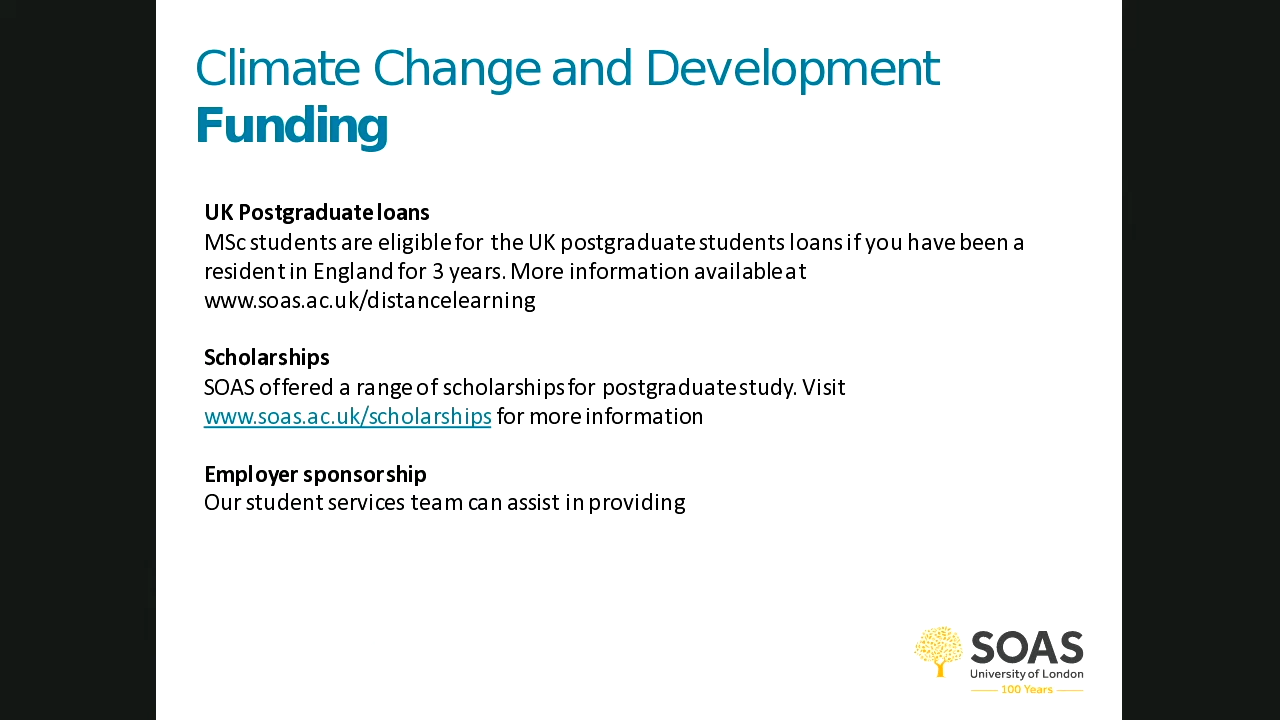 Climate Change and Development
Funding
UK Postgraduate loans
MSc students are eligible for the UK postgraduate students loans if you have been a
resident in England for 3 years. More information available at
www.soas.ac.uk/distancelearning
Scholarships
SOAS offered a range of scholarships for postgraduate study. Visit
www.soas.ac.uk/scholarships for more information
Employer sponsorship
Our student services team can assist in providing
SOAS
University of London
100 Years